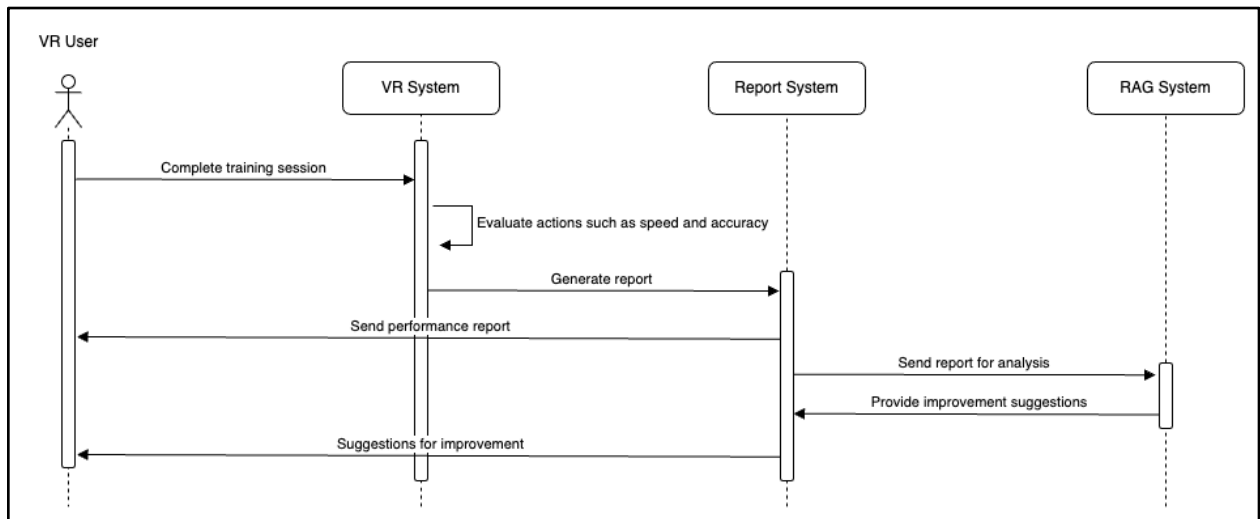 VR User
VR System
Report System
RAG System
Complete training session
Evaluate actions such as speed and accuracy
Generate report
Send performance report
Send report for analysis
Provide improvement suggestions
Suggestions for improvement